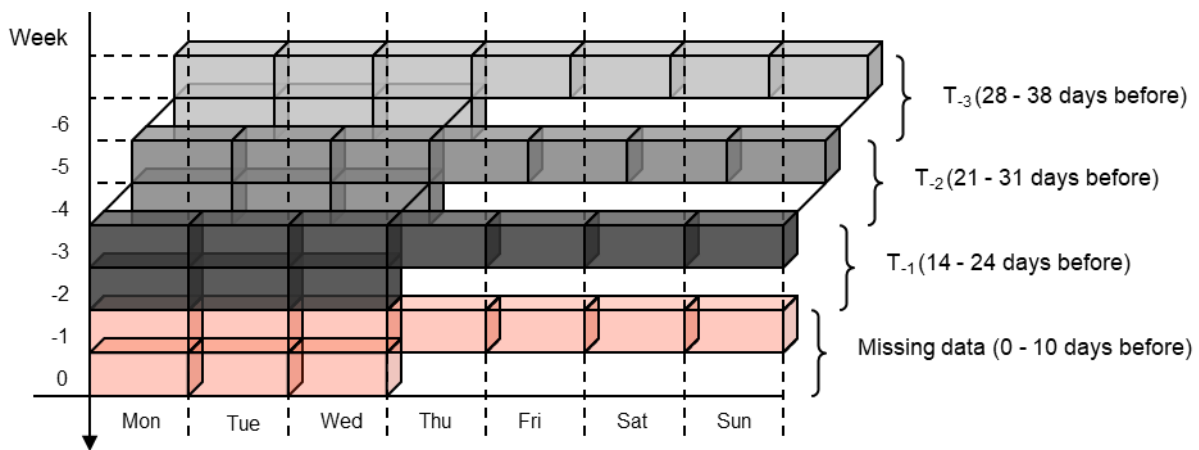 Week
T-3 (28 - 38 days before)
-6
-5
T-2 (21 - 31 days before)
-4
-3
T-1 (14 - 24 days before)
-2
-1
Missing data (0 - 10 days before)
0
Mon Tue Wed Thu Fri Sat Sun